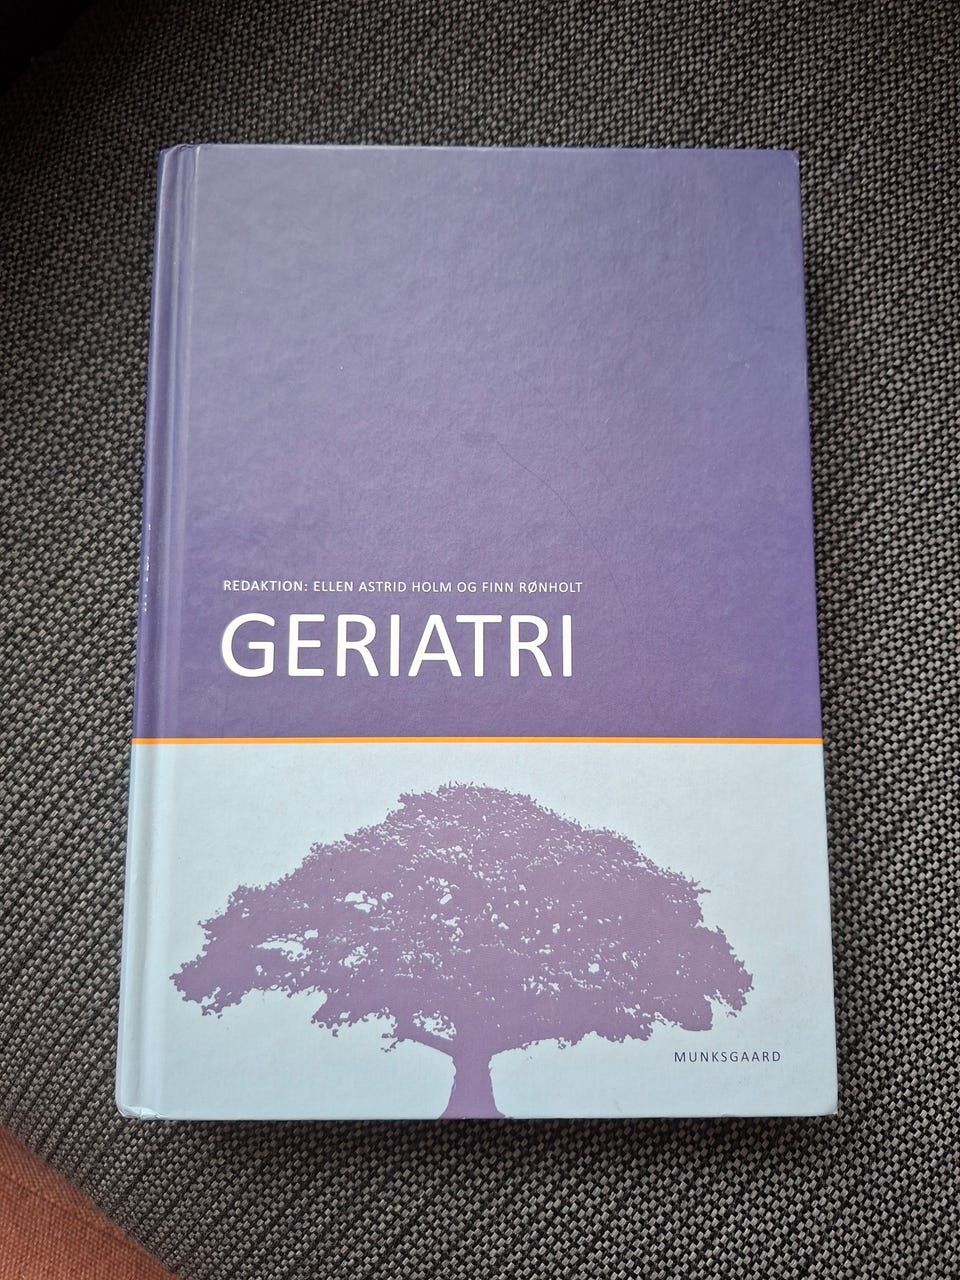 REDAKTION: ELLEN ASTRID HOLM OG FINN RØNHOLT
GERIATRI
MUNKSGAARD